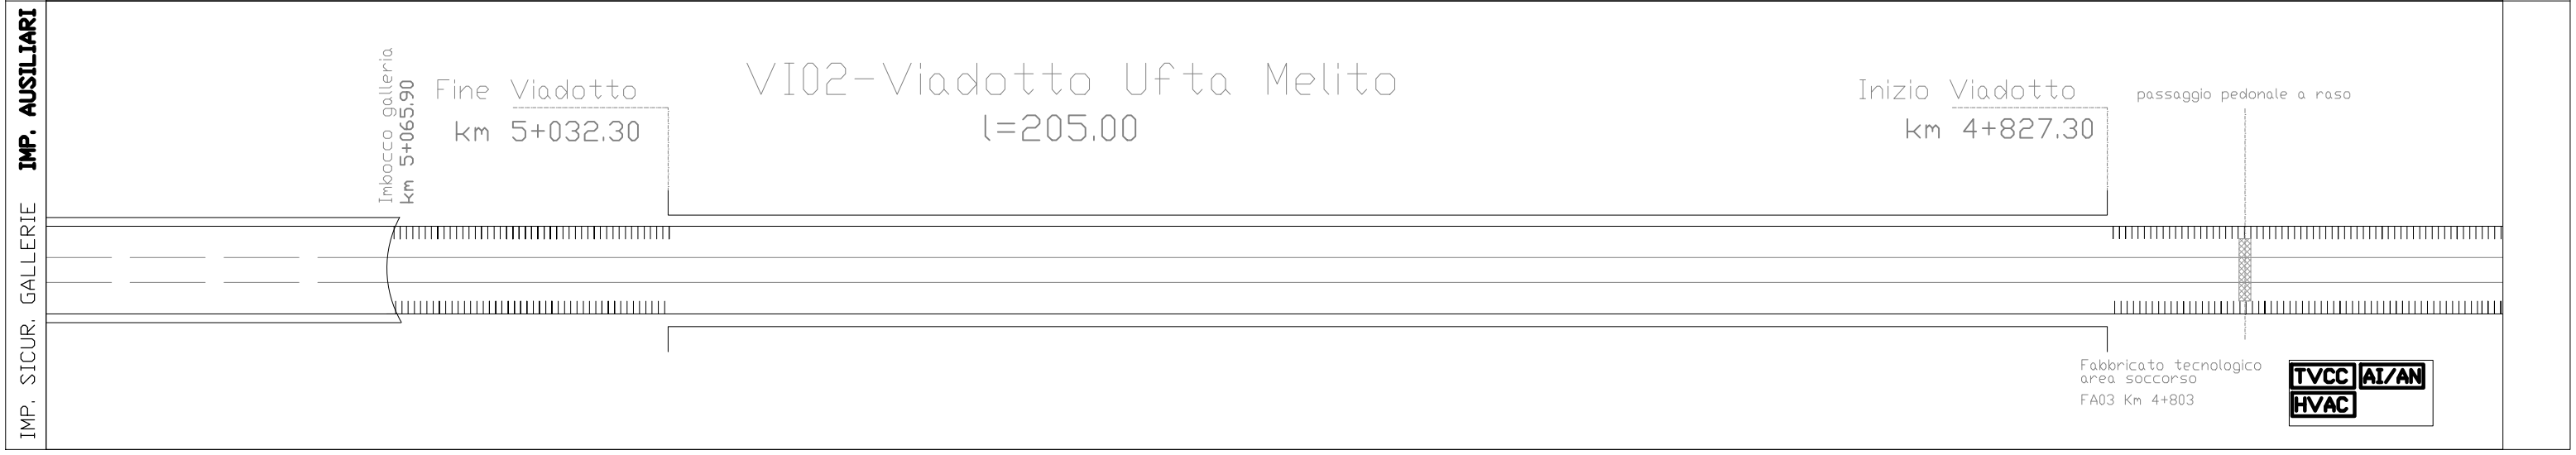 IMP. SICUR. GALLERIE IMP. AUSILIARI
Imbocco galleria
km 5+065.90
Fine Viadotto
km 5+032.30
VI02-Viadotto Ufta Melito
l=205.00
Inizio Viadotto
km 4+827.30
passaggio pedonale a raso
Fabbricato tecnologico
area soccorso
FA03 Km 4+803
TVCC AI/AN
HVAC